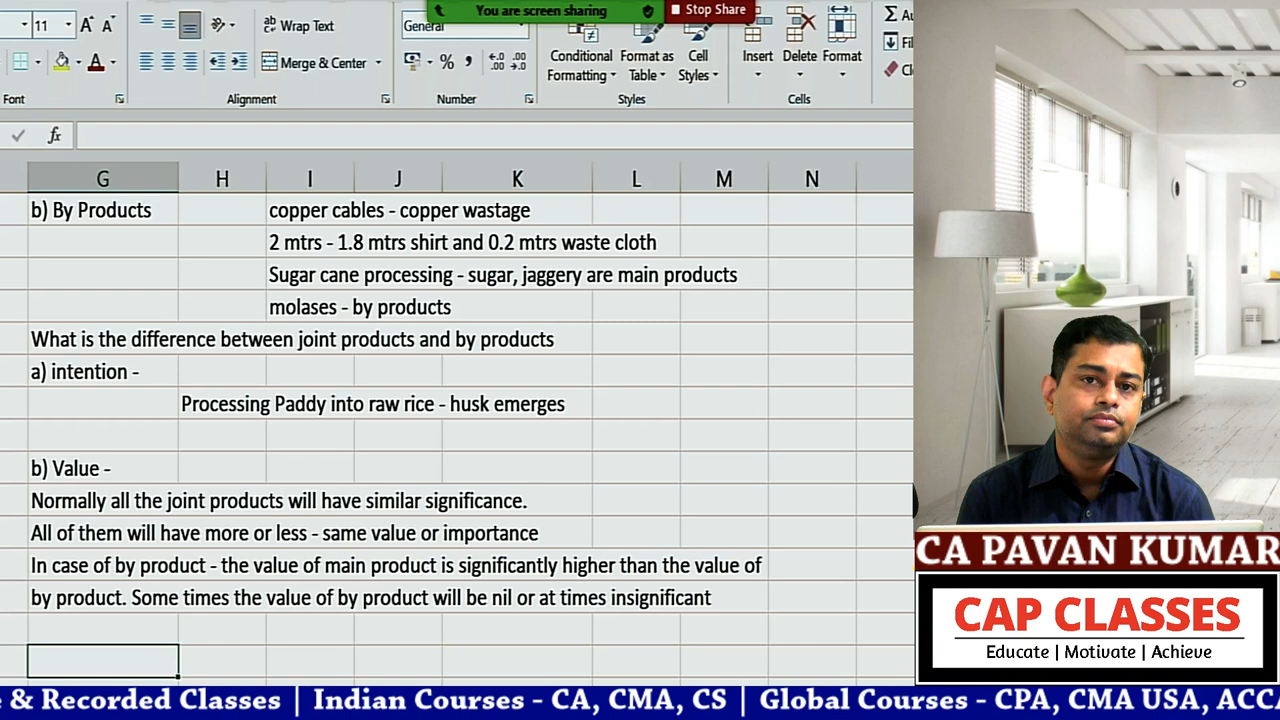 You are screen sharing
Stop Share
11
Wrap Text
General
Merge & Center
Conditional
Formatting
Format as
Table
Cell
Styles
Insert
Delete
Format
Font
Alignment
Number
Styles
Cells
fx
G H I J K L M N
b) By Products copper cables - copper wastage
2 mtrs - 1.8 mtrs shirt and 0.2 mtrs waste cloth
Sugar cane processing - sugar, jaggery are main products
molases - by products
What is the difference between joint products and by products
a) intention -
Processing Paddy into raw rice - husk emerges
b) Value -
Normally all the joint products will have similar significance.
All of them will have more or less - same value or importance
In case of by product - the value of main product is significantly higher than the value of
by product. Some times the value of by product will be nil or at times insignificant
CA PAVAN KUMAR
CAP CLASSES
Educate | Motivate | Achieve
e & Recorded Classes | Indian Courses - CA, CMA, CS | Global Courses - CPA, CMA USA, ACCA